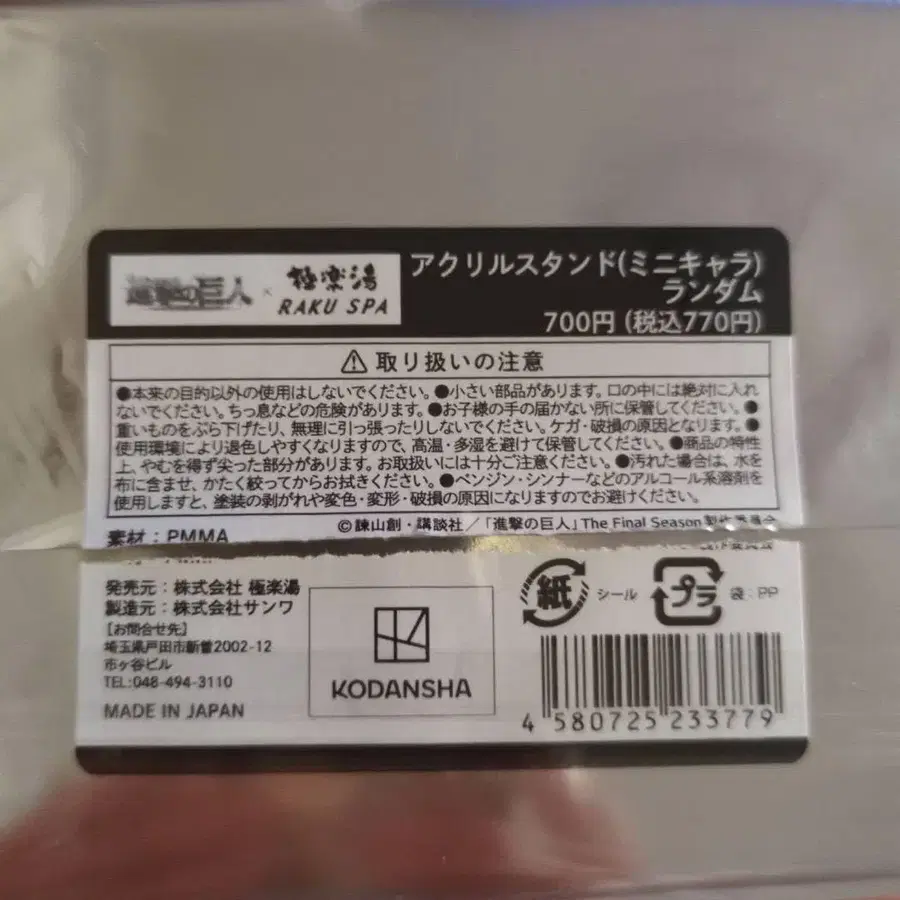 進撃の巨人 × 極楽湯 RAKU SPA
アクリルスタンド(ミニキャラ)
ランダム
700円 (税込770円)
⚠取り扱いの注意
●本来の目的以外の使用はしないでください。●小さい部品があります。口の中には絶対に入れ
ないでください。ちっ息などの危険があります。●お子様の手の届かない所に保管してください。●
重いものをぶら下げたり、無理に引っ張たりしないでください。ケガ・破損の原因となります。●
使用環境により退色しやすくなりますので、高温・多湿を避けて保管してください。●商品の特性
上、やむを得ず尖った部分があります。お取扱いには十分ご注意ください。●汚れた場合は、水を
布に含ませ、かたく絞ってからお拭きください。●ベンジン・シンナーなどのアルコール系溶剤を
使用しますと、塗装の剥がれや変色・変形・破損の原因になりますのでお避けください。
©諫山創・講談社／「進撃の巨人」The Final Season製作委員会
素材：PMMA
発売元：株式会社 極楽湯
製造元：株式会社サンワ
【お問合せ先】
埼玉県戸田市新曽2002-12
市ヶ谷ビル
TEL:048-494-3110
MADE IN JAPAN
KODANSHA
紙 シール プラ 袋：PP
4 580725 233779